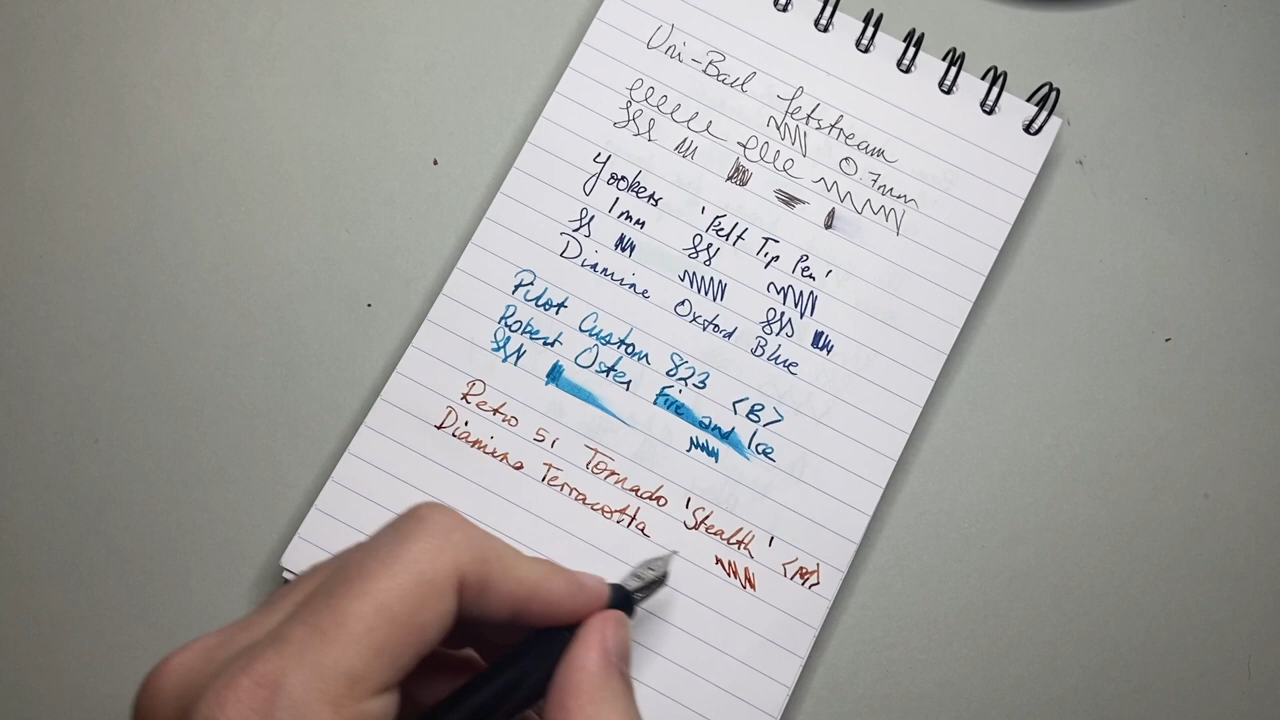 Uni-Ball Jetstream
0.7mm
Yookers 'Felt Tip Pen'
1mm
Diamine Oxford Blue
Pilot Custom 823 <B>
Robert Oster Fire and Ice
Retro 51 Tornado 'Stealth' <M>
Diamine Terracotta